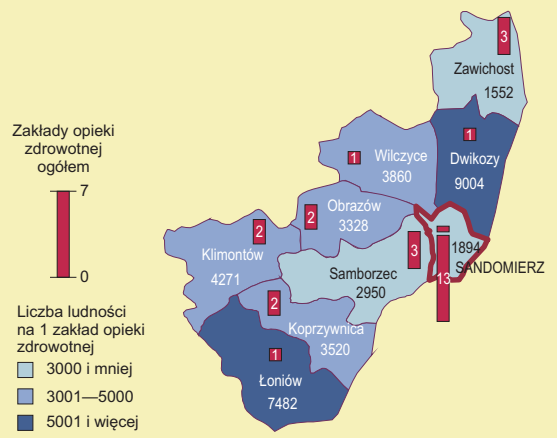 3
Zawichost
1552
Zakłady opieki
zdrowotnej
ogółem
7
0
1
Wilczyce
3860
1
Dwikozy
9004
2
Obrazów
3328
2
Klimontów
4271
3
Samborzec
2950
1894
SANDOMIERZ
13
2
Koprzywnica
3520
1
Łoniów
7482
Liczba ludności
na 1 zakład opieki
zdrowotnej
3000 i mniej
3001—5000
5001 i więcej